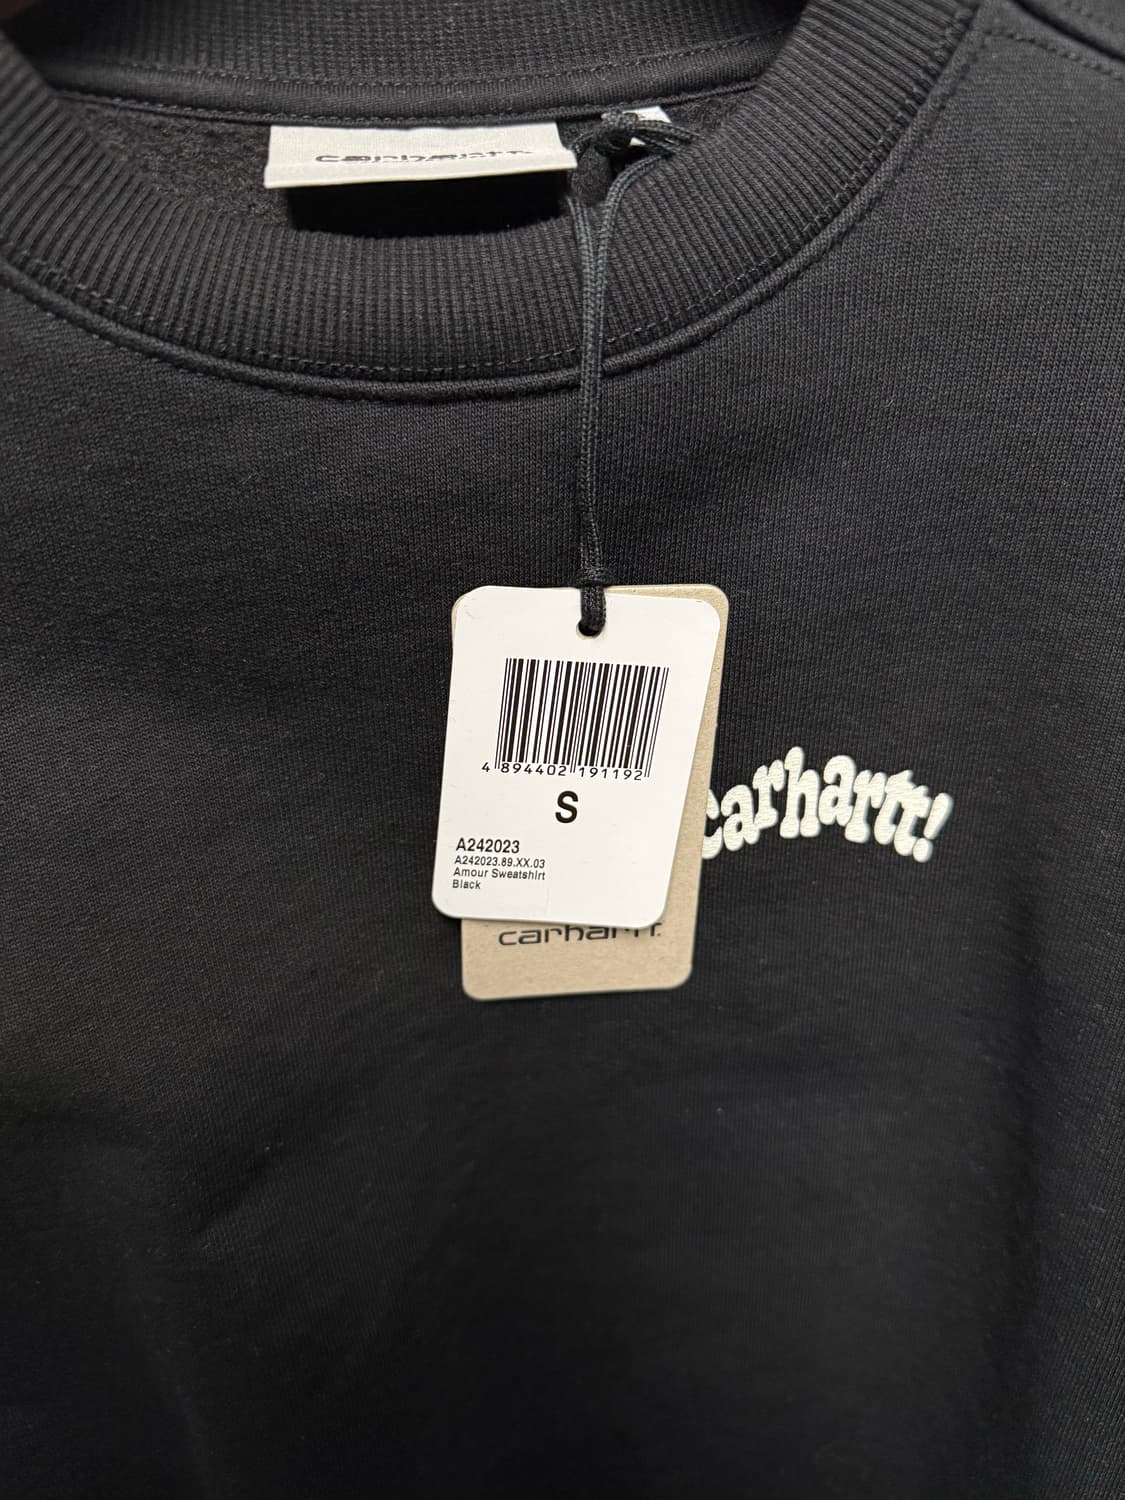 carhartt
4 894402 191192
S
A242023
A242023.89.XX.03
Amour Sweatshirt
Black
carhartt!
carhartt.